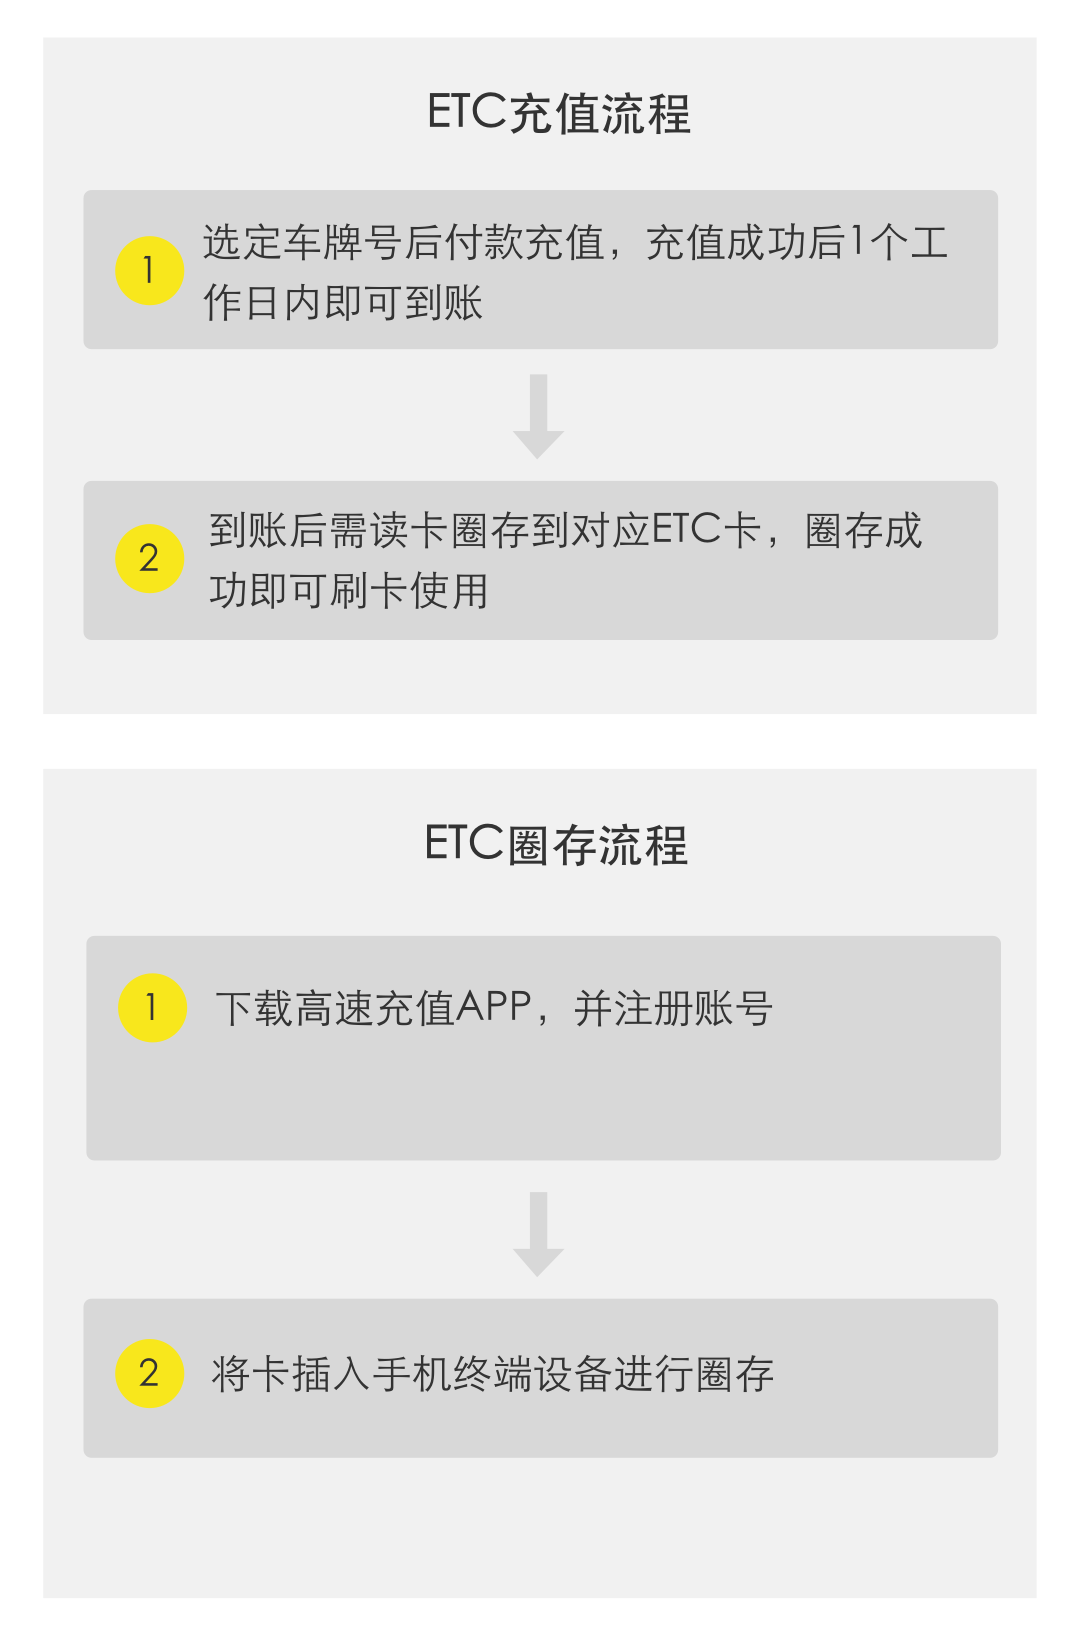 ETC充值流程
1
选定车牌号后付款充值，充值成功后1个工
作日内即可到账
2
到账后需读卡圈存到对应ETC卡，圈存成
功即可刷卡使用
ETC圈存流程
1
下载高速充值APP，并注册账号
2
将卡插入手机终端设备进行圈存